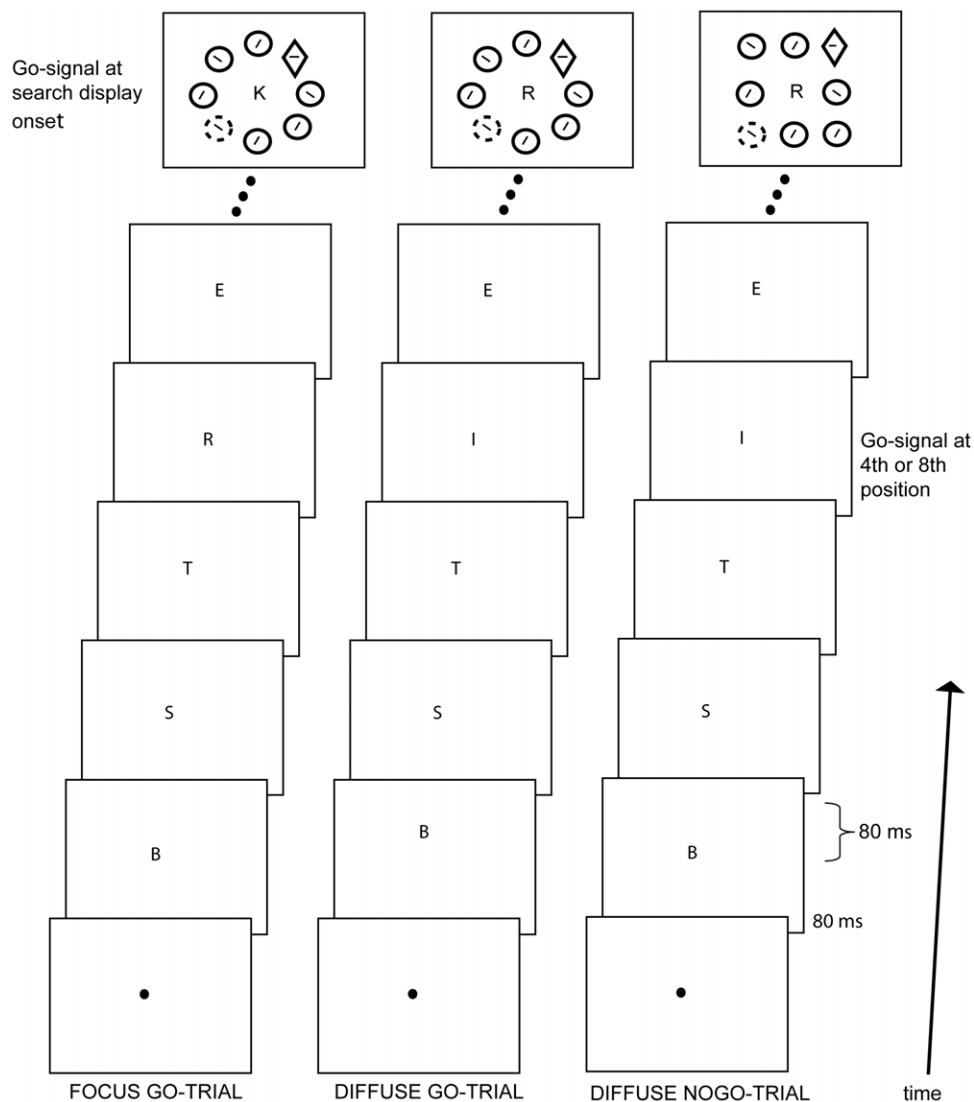 Go-signal at
search display
onset
K
R
R
E
E
E
R
I
I
Go-signal at
4th or 8th
position
T
T
T
S
S
S
B
B
B
80 ms
80 ms
FOCUS GO-TRIAL
DIFFUSE GO-TRIAL
DIFFUSE NOGO-TRIAL
time